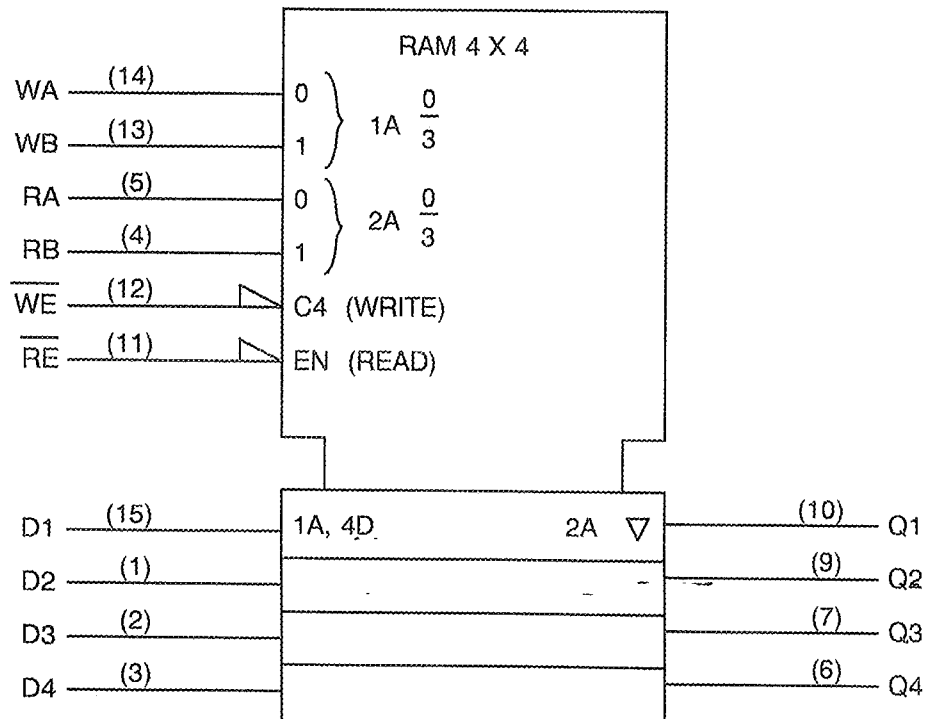 RAM 4 X 4
WA (14) 0
WB (13) 1
1A 0/3
RA (5) 0
RB (4) 1
2A 0/3
WE (12) C4 (WRITE)
RE (11) EN (READ)
D1 (15) 1A, 4D 2A ▽ (10) Q1
D2 (1) (9) Q2
D3 (2) (7) Q3
D4 (3) (6) Q4